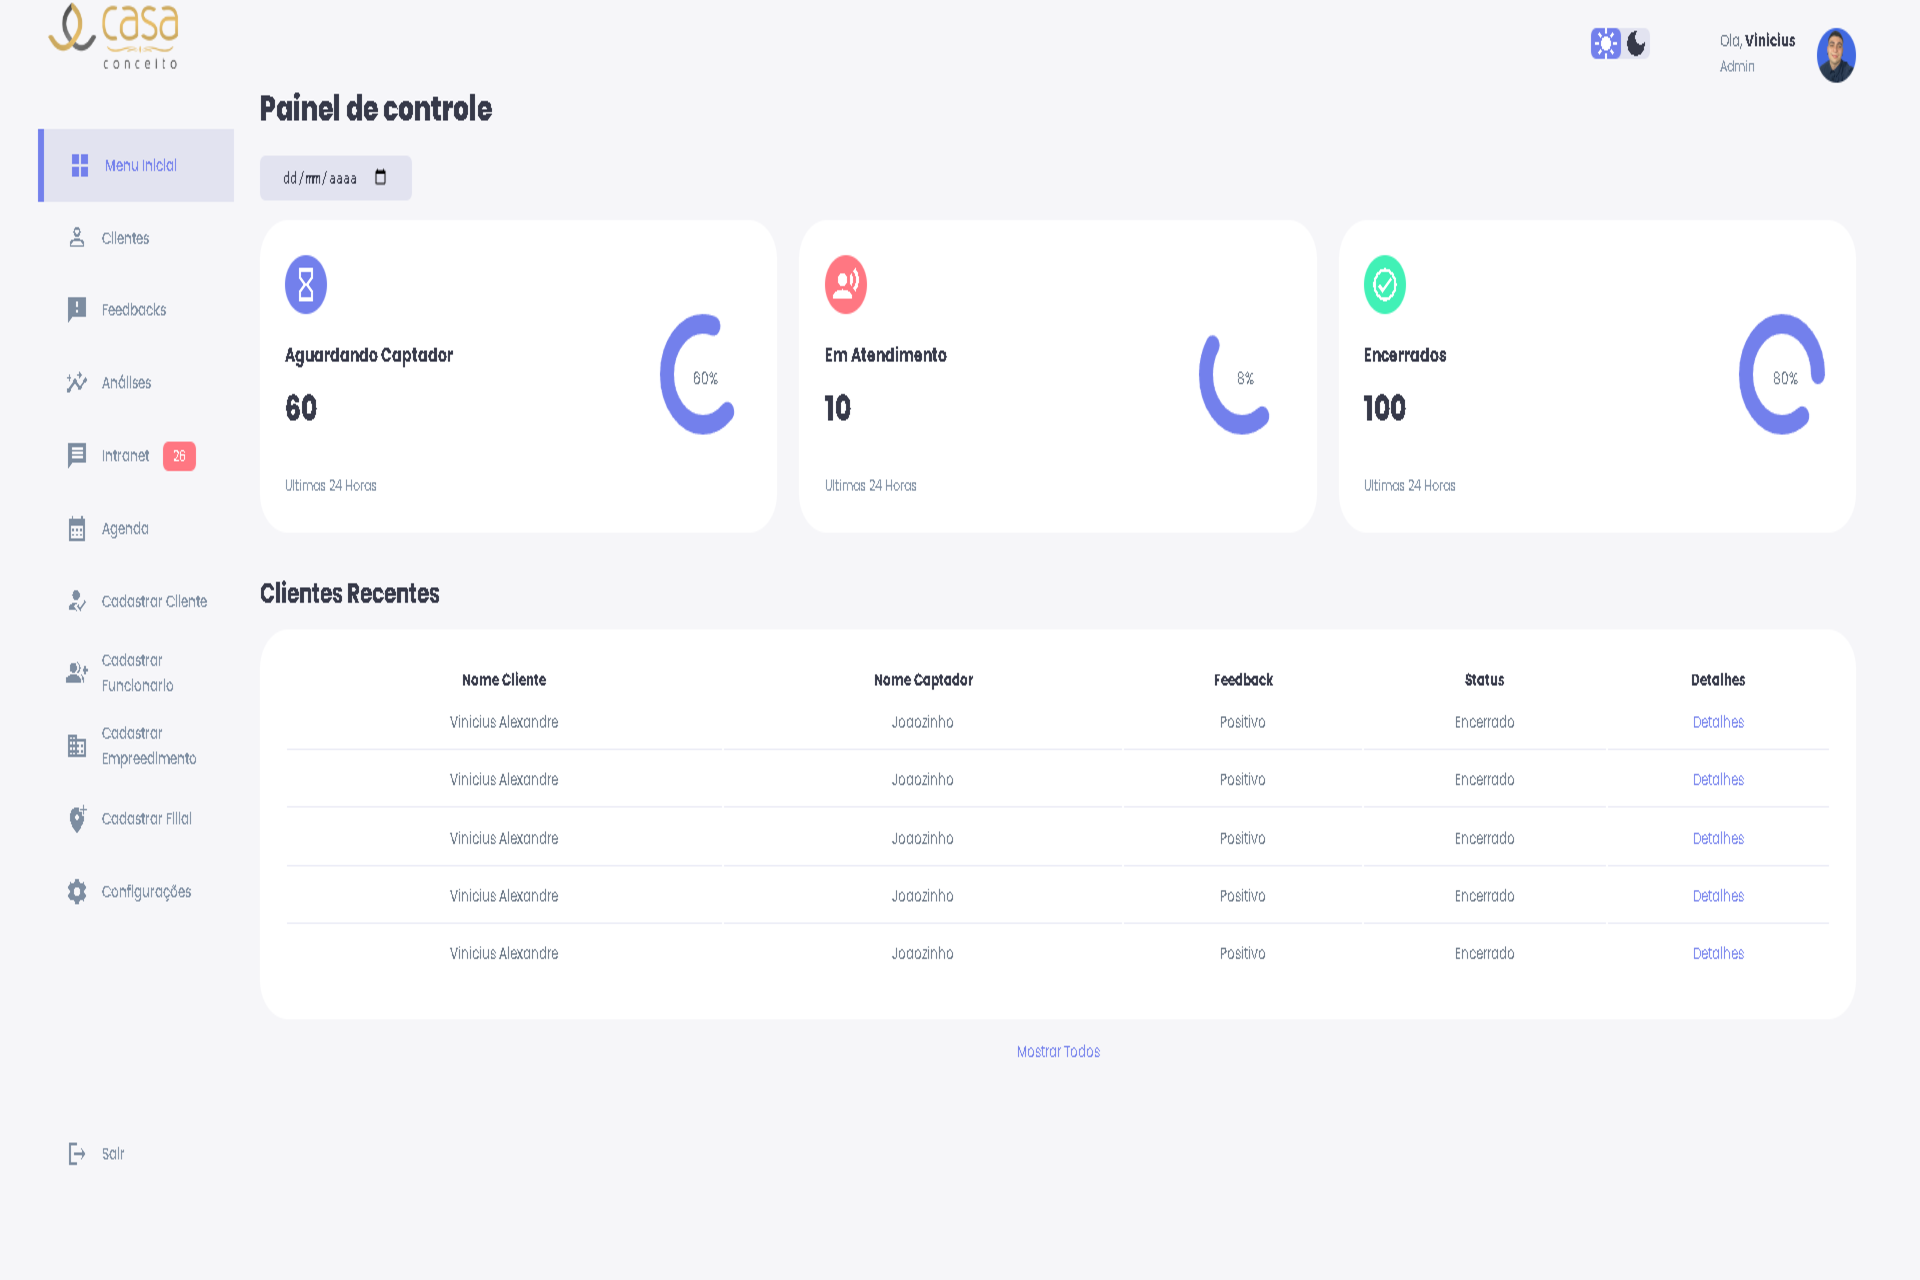 casa
conceito
Ola, Vinicius
Admin
Painel de controle
dd/mm/aaaa
Menu Inicial
Clientes
Feedbacks
Análises
Intranet 26
Agenda
Cadastrar Cliente
Cadastrar
Funcionario
Cadastrar
Empreedimento
Cadastrar Filial
Configurações
Sair
Aguardando Captador
60
60%
Ultimas 24 Horas
Em Atendimento
10
8%
Ultimas 24 Horas
Encerrados
100
80%
Ultimas 24 Horas
Clientes Recentes
Nome Cliente Nome Captador Feedback Status Detalhes
Vinicius Alexandre Joaozinho Positivo Encerrado Detalhes
Vinicius Alexandre Joaozinho Positivo Encerrado Detalhes
Vinicius Alexandre Joaozinho Positivo Encerrado Detalhes
Vinicius Alexandre Joaozinho Positivo Encerrado Detalhes
Vinicius Alexandre Joaozinho Positivo Encerrado Detalhes
Mostrar Todos